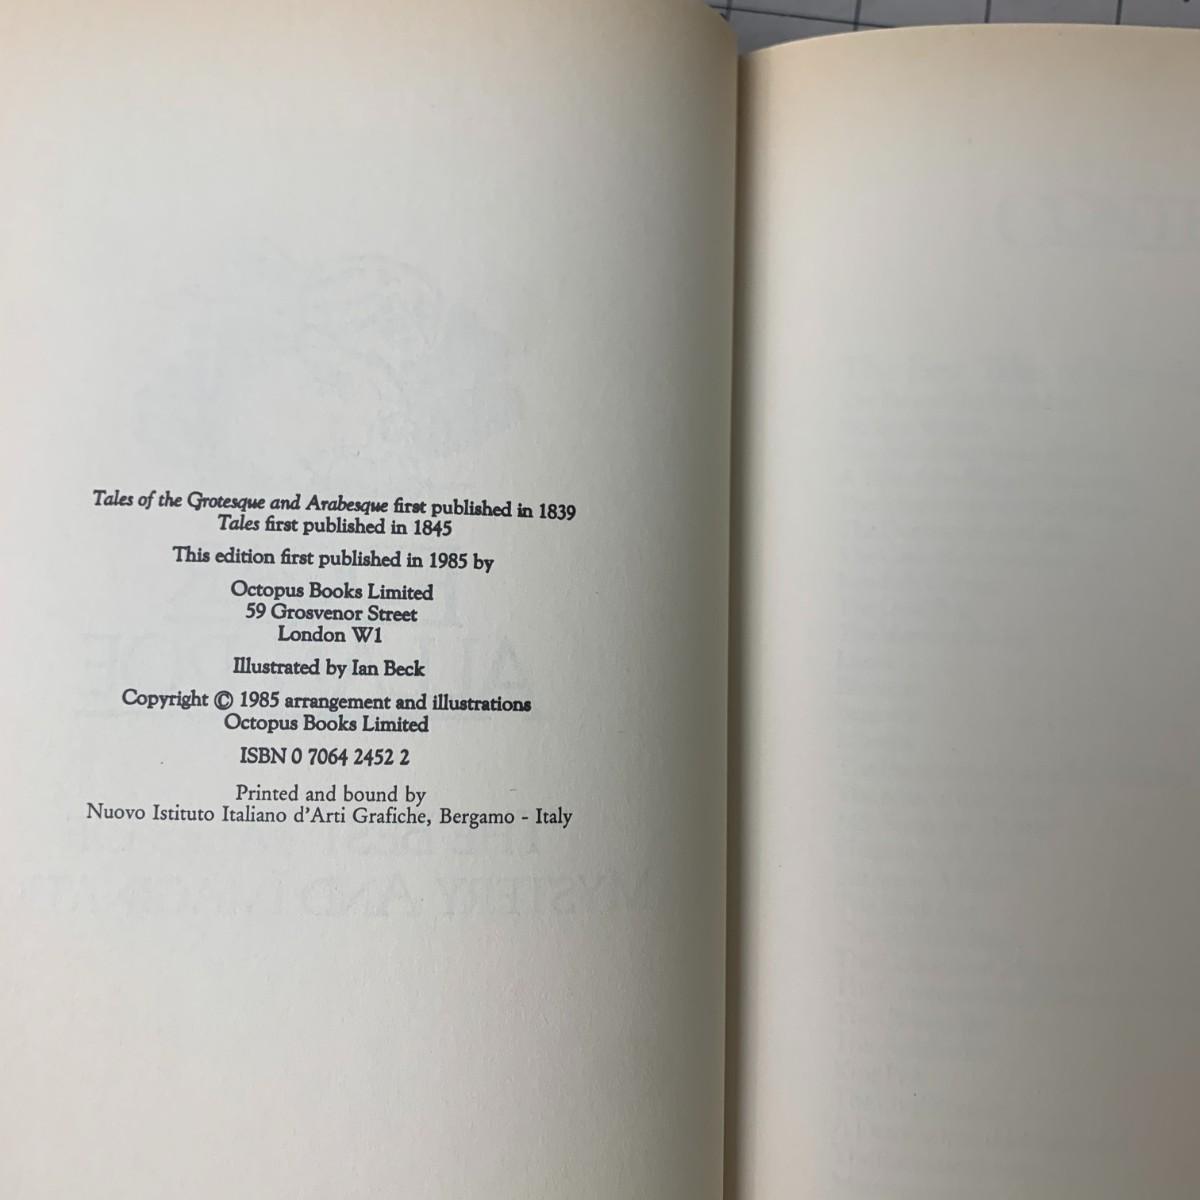 Tales of the Grotesque and Arabesque first published in 1839
Tales first published in 1845
This edition first published in 1985 by
Octopus Books Limited
59 Grosvenor Street
London W1
Illustrated by Ian Beck
Copyright © 1985 arrangement and illustrations
Octopus Books Limited
ISBN 0 7064 2452 2
Printed and bound by
Nuovo Istituto Italiano d'Arti Grafiche, Bergamo - Italy